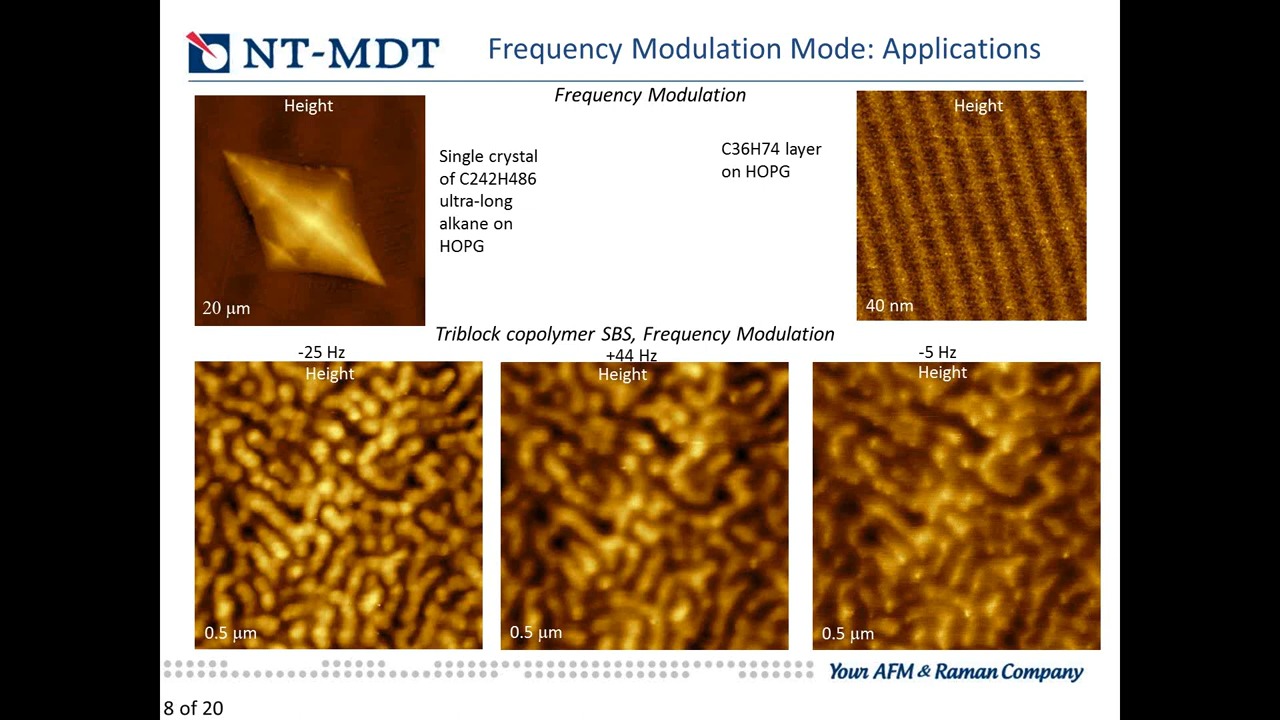 NT-MDT
Frequency Modulation Mode: Applications
Frequency Modulation
Height
Single crystal
of C242H486
ultra-long
alkane on
HOPG
20 µm
C36H74 layer
on HOPG
Height
40 nm
Triblock copolymer SBS, Frequency Modulation
-25 Hz
Height
0.5 µm
+44 Hz
Height
0.5 µm
-5 Hz
Height
0.5 µm
Your AFM & Raman Company
8 of 20